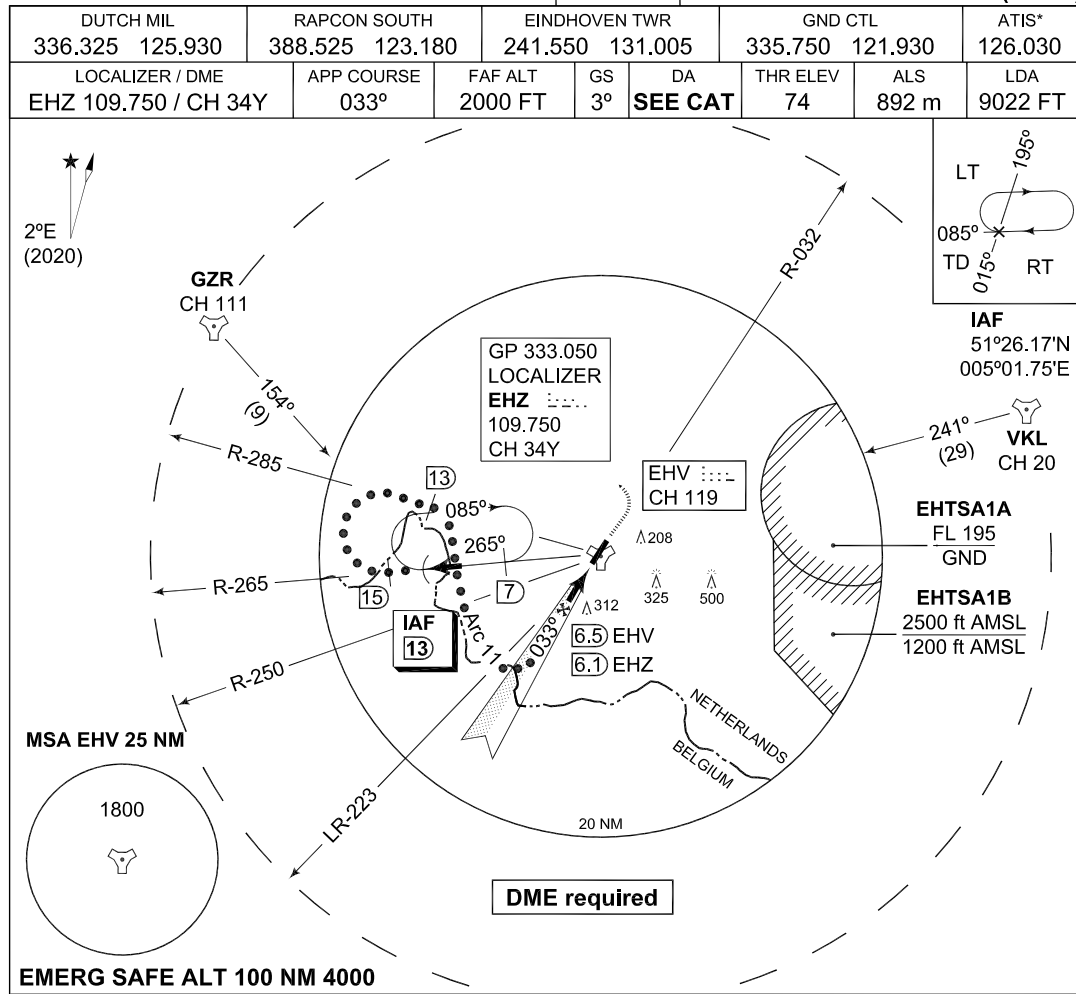 DUTCH MIL
336.325 125.930
RAPCON SOUTH
388.525 123.180
EINDHOVEN TWR
241.550 131.005
GND CTL
335.750 121.930
ATIS*
126.030
LOCALIZER / DME
EHZ 109.750 / CH 34Y
APP COURSE
033º
FAF ALT
2000 FT
GS
3º
DA
SEE CAT
THR ELEV
74
ALS
892 m
LDA
9022 FT
2ºE
(2020)
LT
195º
085º
TD
015º
RT
IAF
51º26.17'N
005º01.75'E
GZR
CH 111
154º
(9)
R-032
GP 333.050
LOCALIZER
EHZ
109.750
CH 34Y
241º
(29)
VKL
CH 20
R-285
13
085º
265º
EHV
CH 119
208
EHTSA1A
FL 195
GND
R-265
15
7
312
325
500
EHTSA1B
2500 ft AMSL
1200 ft AMSL
IAF
13
Arc 11
033º
6.5 EHV
6.1 EHZ
R-250
NETHERLANDS
BELGIUM
MSA EHV 25 NM
1800
LR-223
20 NM
DME required
EMERG SAFE ALT 100 NM 4000